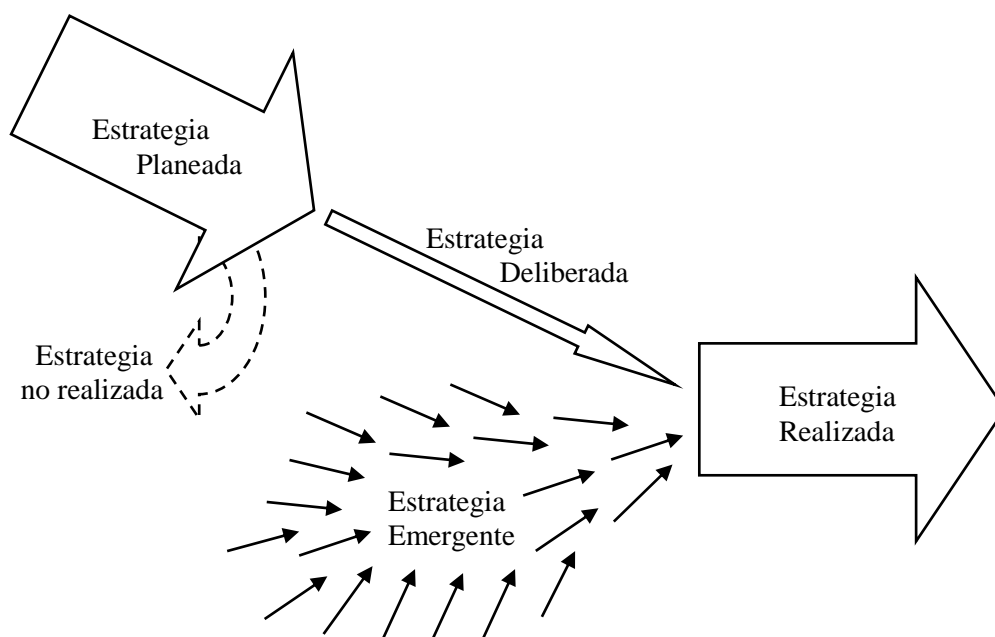 Estrategia
Planeada
Estrategia
Deliberada
Estrategia
no realizada
Estrategia
Realizada
Estrategia
Emergente